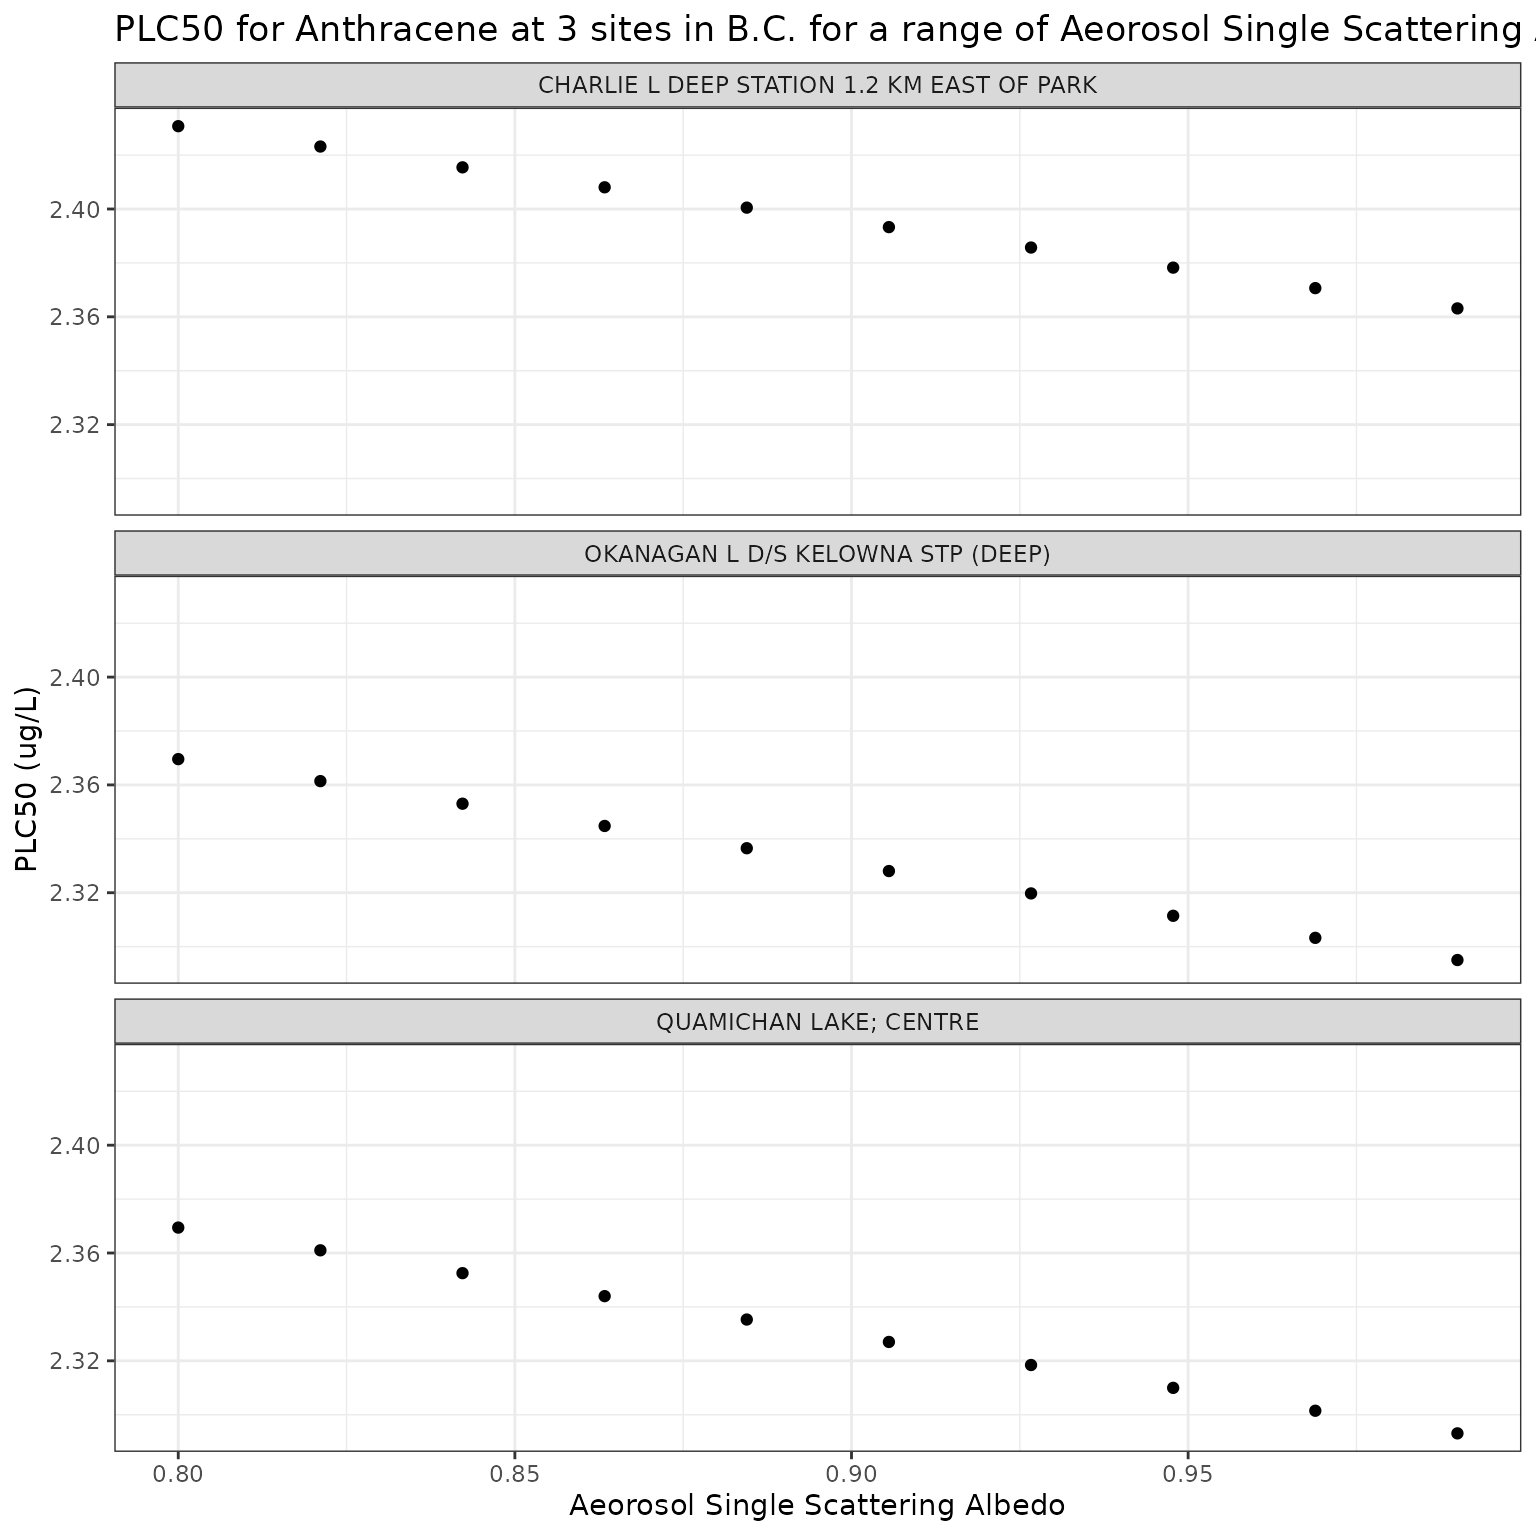 PLC50 for Anthracene at 3 sites in B.C. for a range of Aeorosol Single Scattering
CHARLIE L DEEP STATION 1.2 KM EAST OF PARK
2.40
2.36
2.32
OKANAGAN L D/S KELOWNA STP (DEEP)
2.40
2.36
2.32
PLC50 (ug/L)
QUAMICHAN LAKE; CENTRE
2.40
2.36
2.32
0.80 0.85 0.90 0.95
Aeorosol Single Scattering Albedo